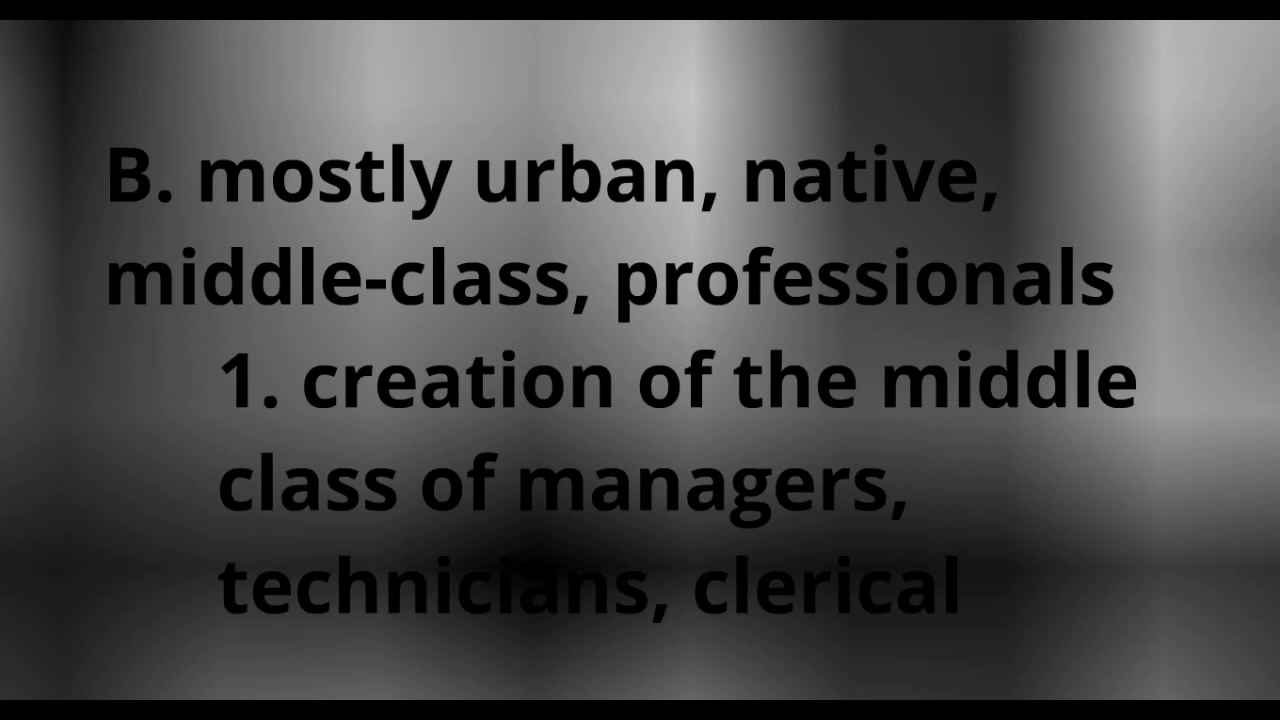 B. mostly urban, native,
middle-class, professionals
1. creation of the middle
class of managers,
technicians, clerical